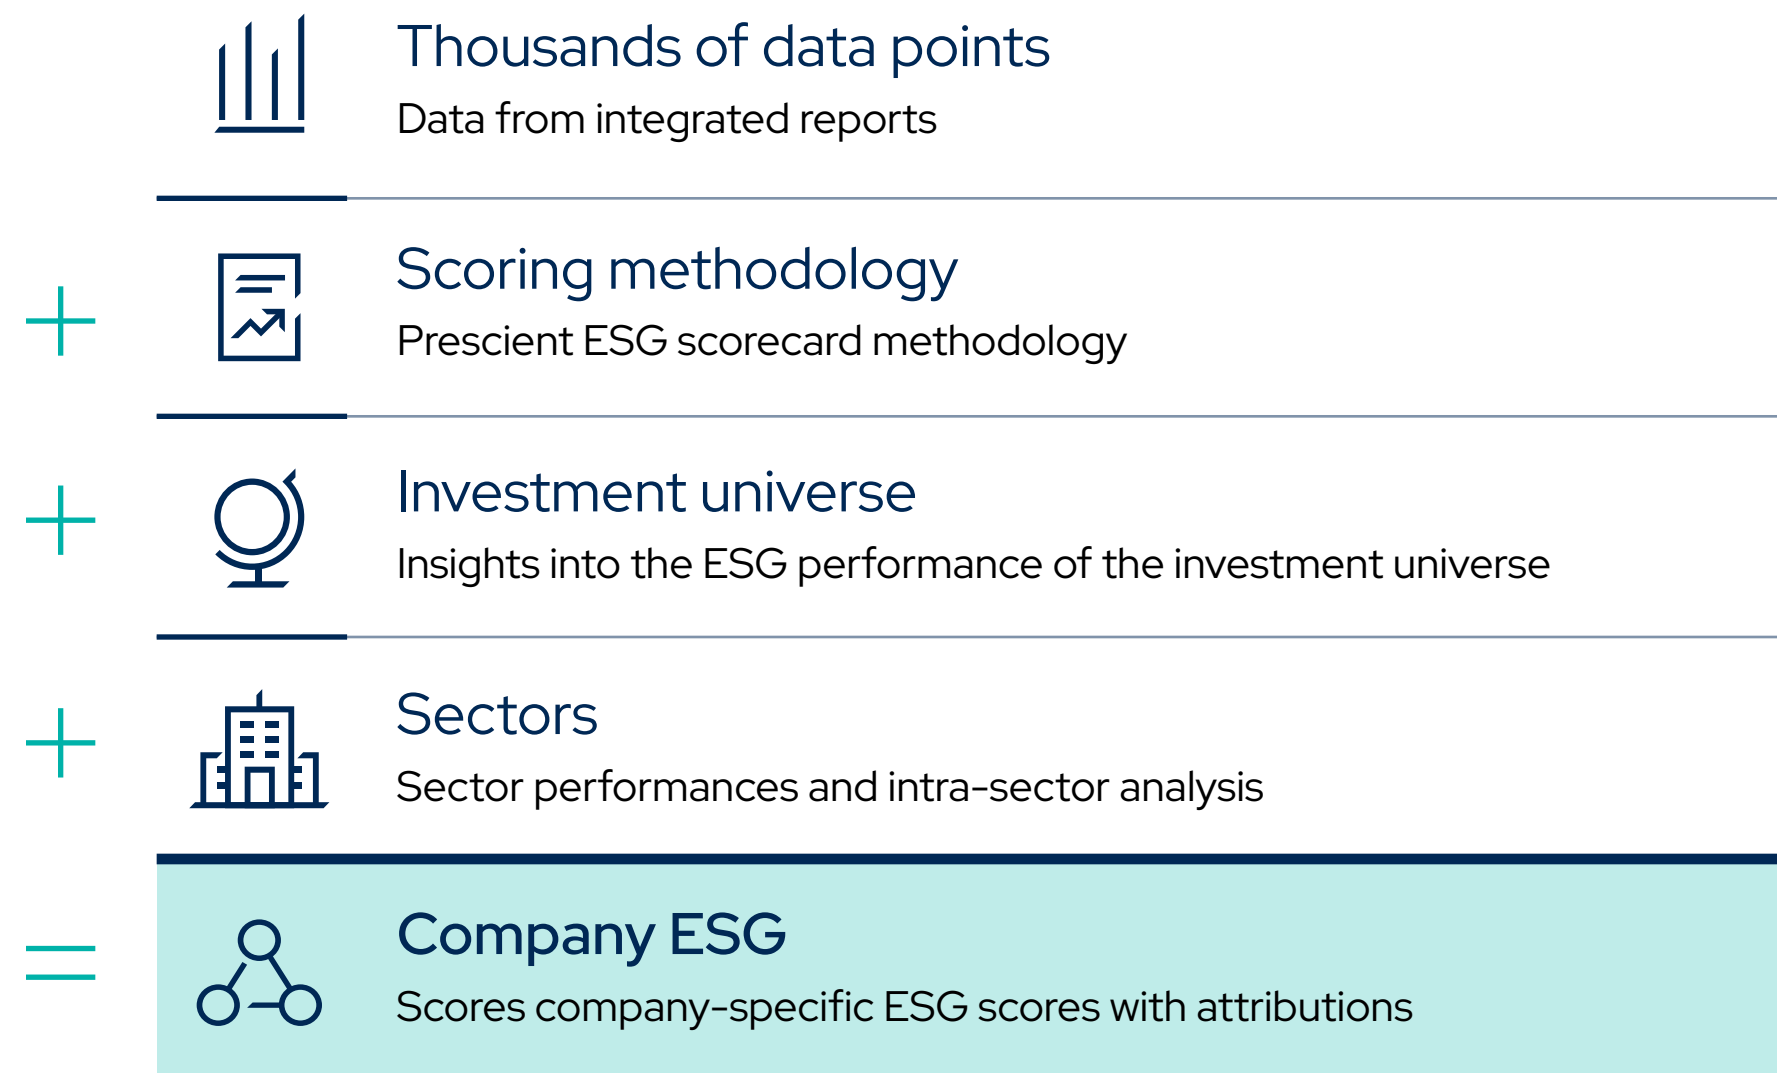 Thousands of data points
Data from integrated reports
+
Scoring methodology
Prescient ESG scorecard methodology
+
Investment universe
Insights into the ESG performance of the investment universe
+
Sectors
Sector performances and intra-sector analysis
=
Company ESG
Scores company-specific ESG scores with attributions